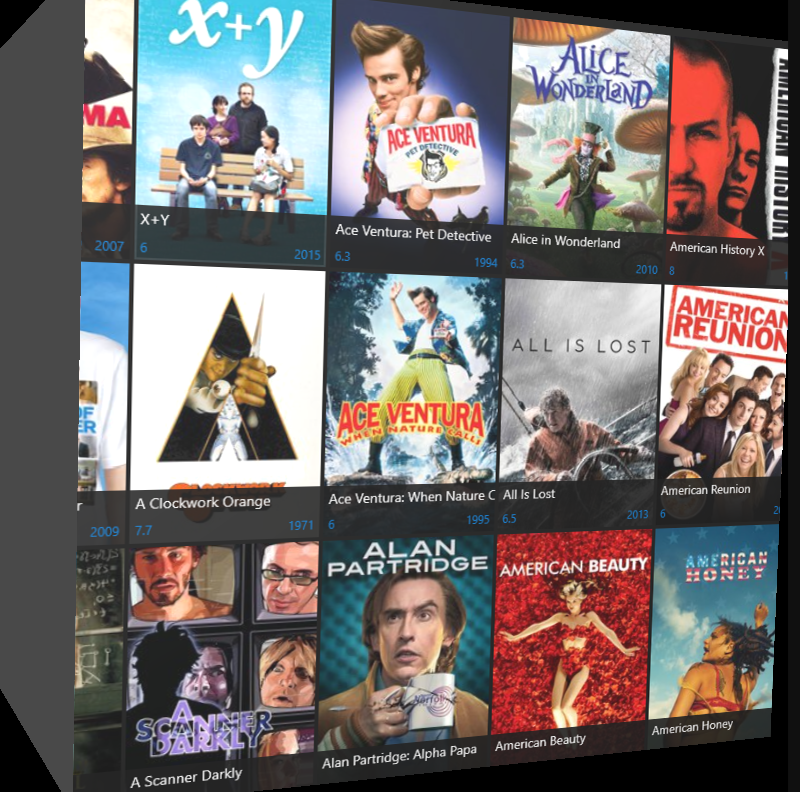 MA
2007
x+y
X+Y
6
2015
ACE VENTURA
PET DETECTIVE
Ace Ventura: Pet Detective
6.3
1994
ALICE
IN
WONDERLAND
Alice in Wonderland
6.3
2010
AMERICAN HISTORY
American History X
8
1
OF
ER
r
2009
A Clockwork Orange
7.7
1971
ACE VENTURA
WHEN NATURE CALLS
Ace Ventura: When Nature C
6
1995
ALL IS LOST
All Is Lost
6.5
2013
AMERICAN
REUNION
American Reunion
6
20
A
SCANNER
DARKLY
A Scanner Darkly
ALAN
PARTRIDGE
Norfolk
Alan Partridge: Alpha Papa
AMERICAN BEAUTY
American Beauty
AMERICAN
HONEY
American Honey